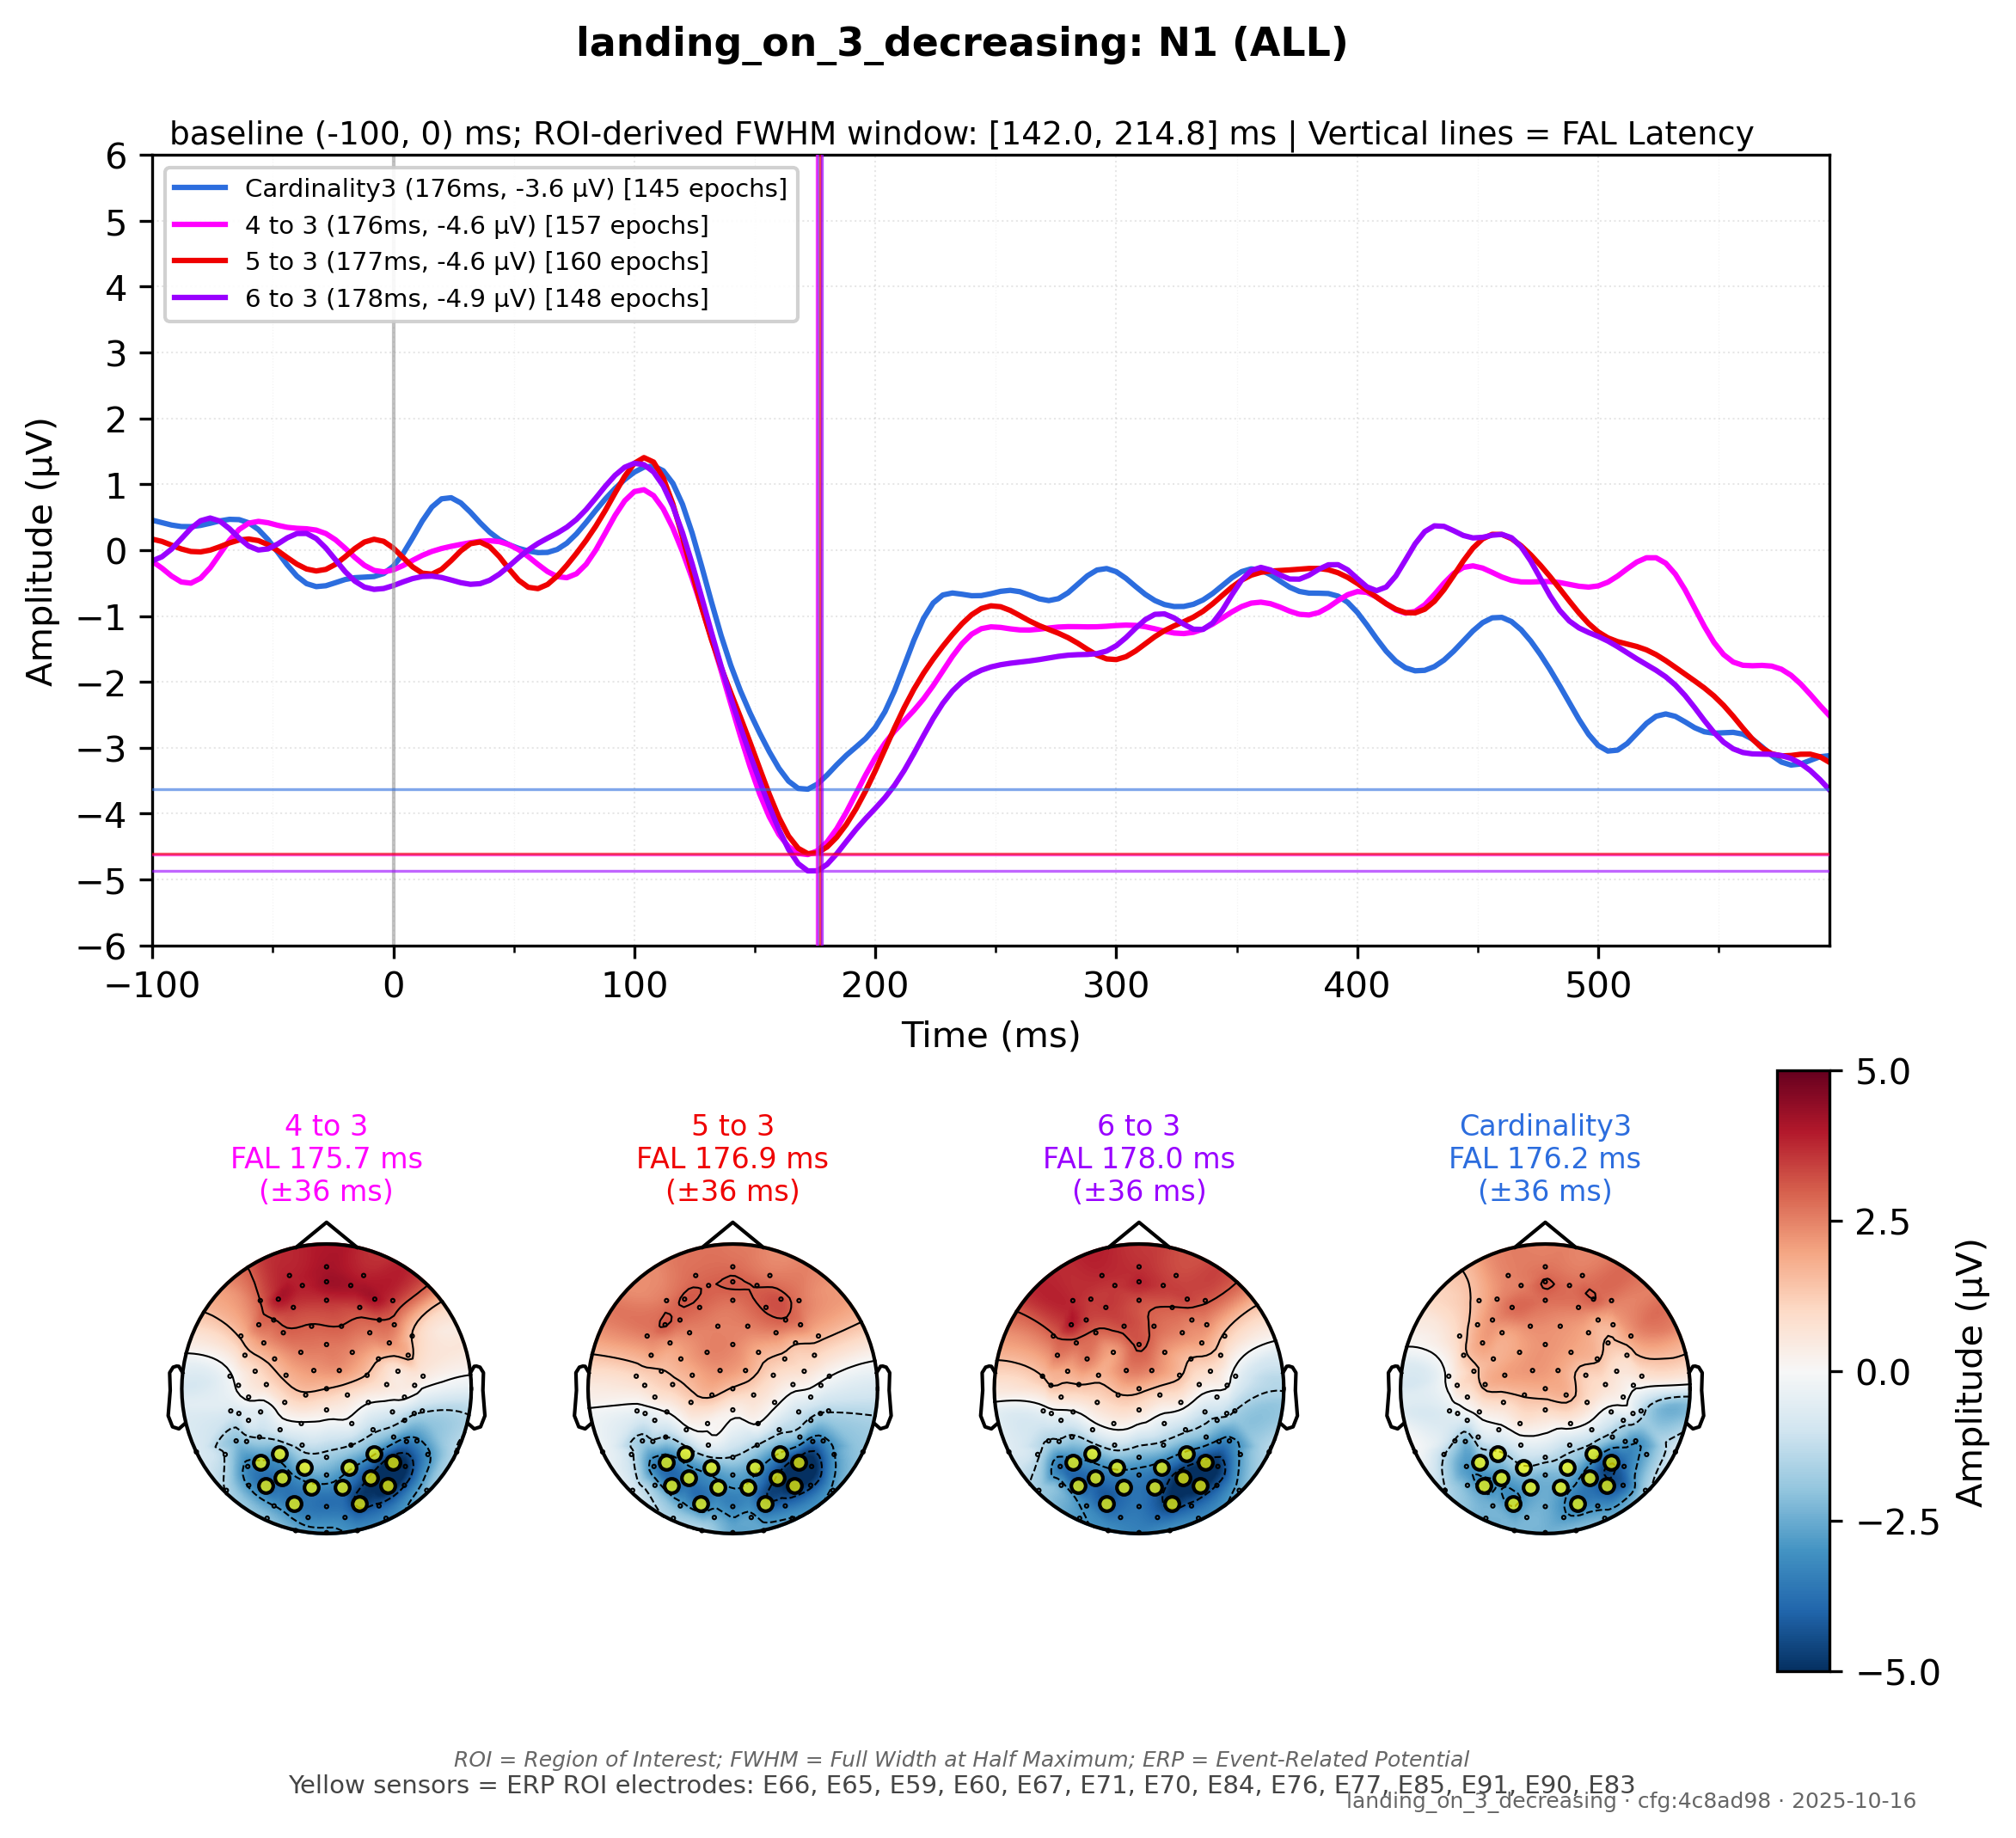 landing_on_3_decreasing: N1 (ALL)
baseline (-100, 0) ms; ROI-derived FWHM window: [142.0, 214.8] ms | Vertical lines = FAL Latency
Cardinality3 (176ms, -3.6 µV) [145 epochs]
4 to 3 (176ms, -4.6 µV) [157 epochs]
5 to 3 (177ms, -4.6 µV) [160 epochs]
6 to 3 (178ms, -4.9 µV) [148 epochs]
Amplitude (µV)
6
5
4
3
2
1
0
−1
−2
−3
−4
−5
−6
−100 0 100 200 300 400 500
Time (ms)
4 to 3
FAL 175.7 ms
(±36 ms)
5 to 3
FAL 176.9 ms
(±36 ms)
6 to 3
FAL 178.0 ms
(±36 ms)
Cardinality3
FAL 176.2 ms
(±36 ms)
5.0
2.5
0.0
−2.5
−5.0
Amplitude (µV)
ROI = Region of Interest; FWHM = Full Width at Half Maximum; ERP = Event-Related Potential
Yellow sensors = ERP ROI electrodes: E66, E65, E59, E60, E67, E71, E70, E84, E76, E77, E85, E91, E90, E83
landing_on_3_decreasing · cfg:4c8ad98 · 2025-10-16